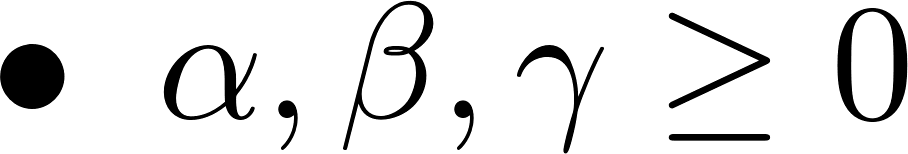 • α, β, γ ≥ 0